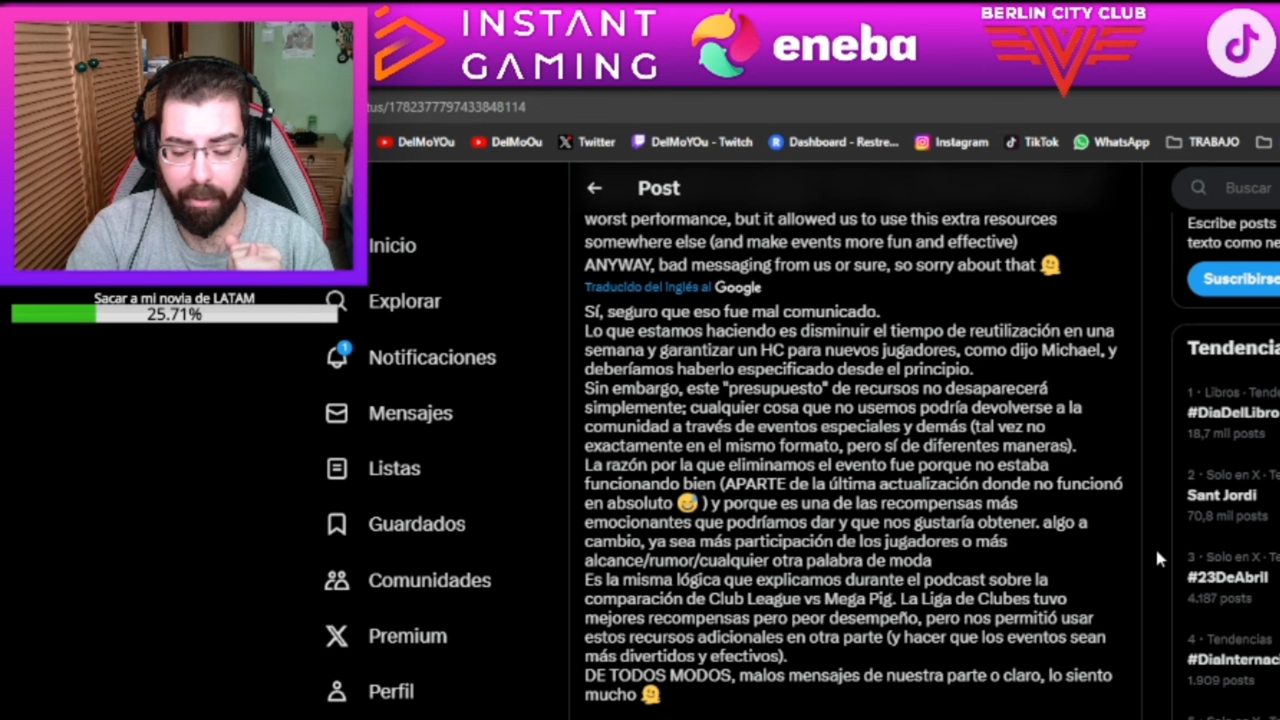 INSTANT
GAMING
eneba
BERLIN CITY CLUB
tus/1782377797433848114
DelMoYOu
DelMoOu
Twitter
DelMoYOu - Twitch
Dashboard - Restre...
Instagram
TikTok
WhatsApp
TRABAJO
Sacar a mi novia de LATAM
25.71%
Inicio
Explorar
1
Notificaciones
Mensajes
Listas
Guardados
Comunidades
Premium
Perfil
Post
worst performance, but it allowed us to use this extra resources
somewhere else (and make events more fun and effective)
ANYWAY, bad messaging from us or sure, so sorry about that 🫠
Traducido del inglés al Google
Sí, seguro que eso fue mal comunicado.
Lo que estamos haciendo es disminuir el tiempo de reutilización en una
semana y garantizar un HC para nuevos jugadores, como dijo Michael, y
deberíamos haberlo especificado desde el principio.
Sin embargo, este "presupuesto" de recursos no desaparecerá
simplemente; cualquier cosa que no usemos podría devolverse a la
comunidad a través de eventos especiales y demás (tal vez no
exactamente en el mismo formato, pero sí de diferentes maneras).
La razón por la que eliminamos el evento fue porque no estaba
funcionando bien (APARTE de la última actualización donde no funcionó
en absoluto 😅 ) y porque es una de las recompensas más
emocionantes que podríamos dar y que nos gustaría obtener. algo a
cambio, ya sea más participación de los jugadores o más
alcance/rumor/cualquier otra palabra de moda
Es la misma lógica que explicamos durante el podcast sobre la
comparación de Club League vs Mega Pig. La Liga de Clubes tuvo
mejores recompensas pero peor desempeño, pero nos permitió usar
estos recursos adicionales en otra parte (y hacer que los eventos sean
más divertidos y efectivos).
DE TODOS MODOS, malos mensajes de nuestra parte o claro, lo siento
mucho 🫠
Buscar
Escribe posts
texto como ne
Suscribirse
Tendencia
1 · Libros · Tende
#DiaDelLibro
18,7 mil posts
2 · Solo en X · Te
Sant Jordi
70,8 mil posts
3 · Solo en X · Te
#23DeAbril
4.187 posts
4 · Tendencias
#DiaInternaci
1.909 posts